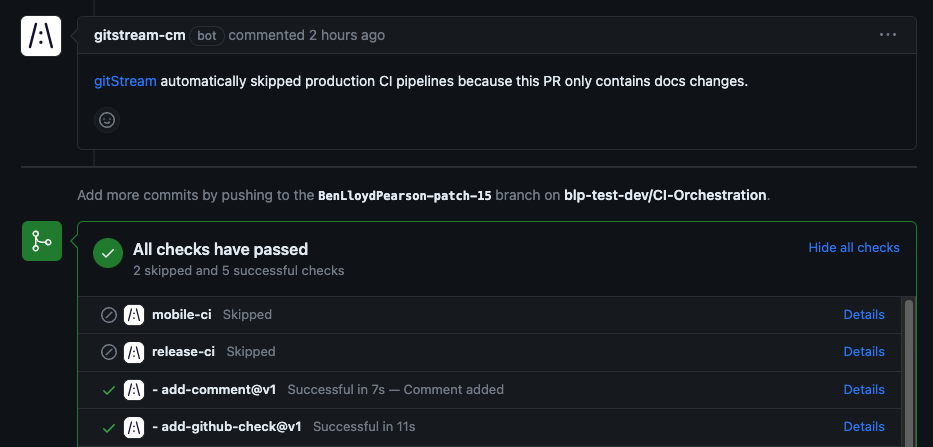 gitstream-cm bot commented 2 hours ago
gitStream automatically skipped production CI pipelines because this PR only contains docs changes.
Add more commits by pushing to the BenLloydPearson-patch-15 branch on blp-test-dev/CI-Orchestration.
All checks have passed
Hide all checks
2 skipped and 5 successful checks
mobile-ci Skipped Details
release-ci Skipped Details
- add-comment@v1 Successful in 7s — Comment added Details
- add-github-check@v1 Successful in 11s Details